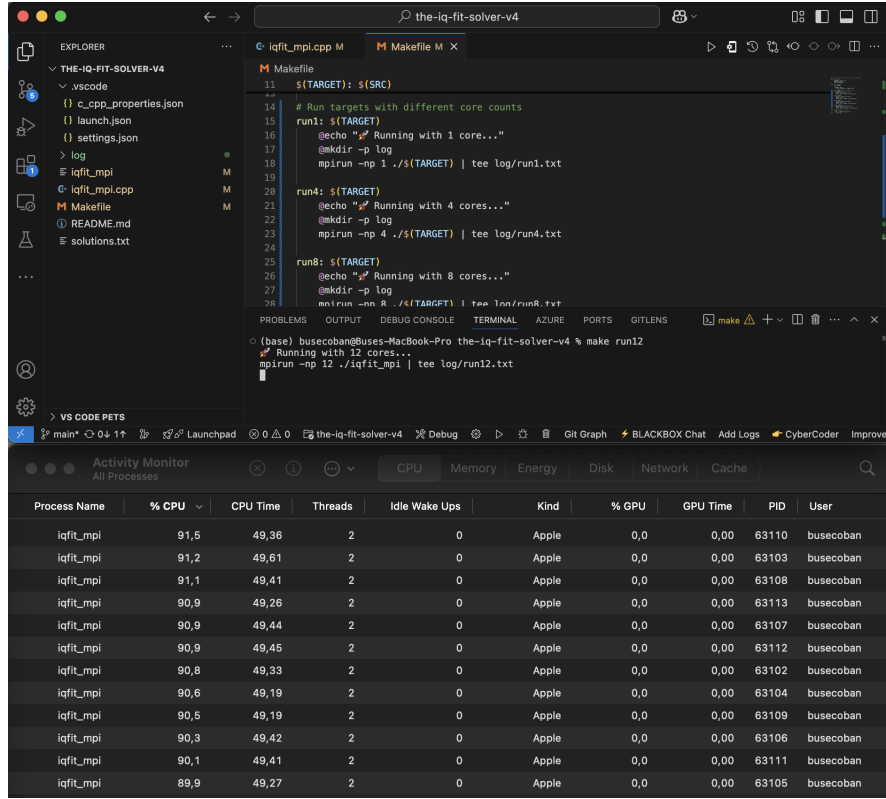 the-iq-fit-solver-v4
EXPLORER
iqfit_mpi.cpp M
Makefile M
THE-IQ-FIT-SOLVER-V4
.vscode
{} c_cpp_properties.json
{} launch.json
{} settings.json
log
iqfit_mpi M
iqfit_mpi.cpp M
Makefile M
README.md
solutions.txt
5
1
VS CODE PETS
Makefile
11 $(TARGET): $(SRC)
13
14 # Run targets with different core counts
15 run1: $(TARGET)
16 @echo "🚀 Running with 1 core..."
17 @mkdir -p log
18 mpirun -np 1 ./$(TARGET) | tee log/run1.txt
19
20 run4: $(TARGET)
21 @echo "🚀 Running with 4 cores..."
22 @mkdir -p log
23 mpirun -np 4 ./$(TARGET) | tee log/run4.txt
24
25 run8: $(TARGET)
26 @echo "🚀 Running with 8 cores..."
27 @mkdir -p log
28 mpirun -np 8 ./$(TARGET) | tee log/run8.txt
PROBLEMS OUTPUT DEBUG CONSOLE TERMINAL AZURE PORTS GITLENS make
(base) busecoban@Buses-MacBook-Pro the-iq-fit-solver-v4 % make run12
🚀 Running with 12 cores...
mpirun -np 12 ./iqfit_mpi | tee log/run12.txt
main* 0↓ 1↑ Launchpad 0 0 the-iq-fit-solver-v4 Debug Git Graph BLACKBOX Chat Add Logs CyberCoder Improve
Activity Monitor
All Processes
CPU Memory Energy Disk Network Cache
Process Name % CPU CPU Time Threads Idle Wake Ups Kind % GPU GPU Time PID User
iqfit_mpi 91,5 49,36 2 0 Apple 0,0 0,00 63110 busecoban
iqfit_mpi 91,2 49,61 2 0 Apple 0,0 0,00 63103 busecoban
iqfit_mpi 91,1 49,41 2 0 Apple 0,0 0,00 63108 busecoban
iqfit_mpi 90,9 49,26 2 0 Apple 0,0 0,00 63113 busecoban
iqfit_mpi 90,9 49,44 2 0 Apple 0,0 0,00 63107 busecoban
iqfit_mpi 90,9 49,45 2 0 Apple 0,0 0,00 63112 busecoban
iqfit_mpi 90,8 49,33 2 0 Apple 0,0 0,00 63102 busecoban
iqfit_mpi 90,6 49,19 2 0 Apple 0,0 0,00 63104 busecoban
iqfit_mpi 90,5 49,19 2 0 Apple 0,0 0,00 63109 busecoban
iqfit_mpi 90,3 49,42 2 0 Apple 0,0 0,00 63106 busecoban
iqfit_mpi 90,1 49,41 2 0 Apple 0,0 0,00 63111 busecoban
iqfit_mpi 89,9 49,27 2 0 Apple 0,0 0,00 63105 busecoban